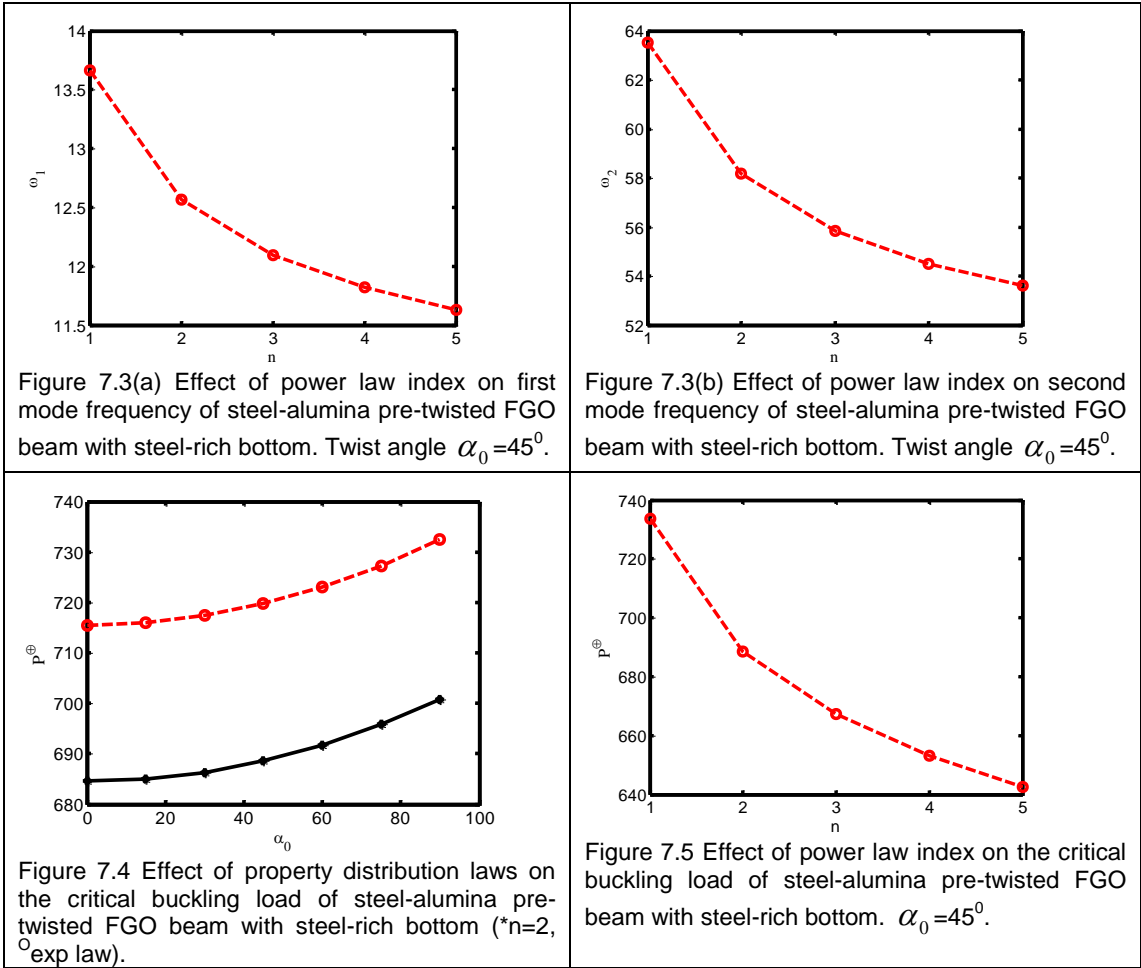 14
13.5
13
12.5
12
11.5
ω₁
1 2 3 4 5
n
Figure 7.3(a) Effect of power law index on first
mode frequency of steel-alumina pre-twisted FGO
beam with steel-rich bottom. Twist angle α₀=45⁰.
64
62
60
58
56
54
52
ω₂
1 2 3 4 5
n
Figure 7.3(b) Effect of power law index on second
mode frequency of steel-alumina pre-twisted FGO
beam with steel-rich bottom. Twist angle α₀=45⁰.
740
730
720
710
700
690
680
P⊕
0 20 40 60 80 100
α₀
Figure 7.4 Effect of property distribution laws on
the critical buckling load of steel-alumina pre-
twisted FGO beam with steel-rich bottom (*n=2,
ᴼexp law).
740
720
700
680
660
640
P⊕
1 2 3 4 5
n
Figure 7.5 Effect of power law index on the critical
buckling load of steel-alumina pre-twisted FGO
beam with steel-rich bottom. α₀=45⁰.